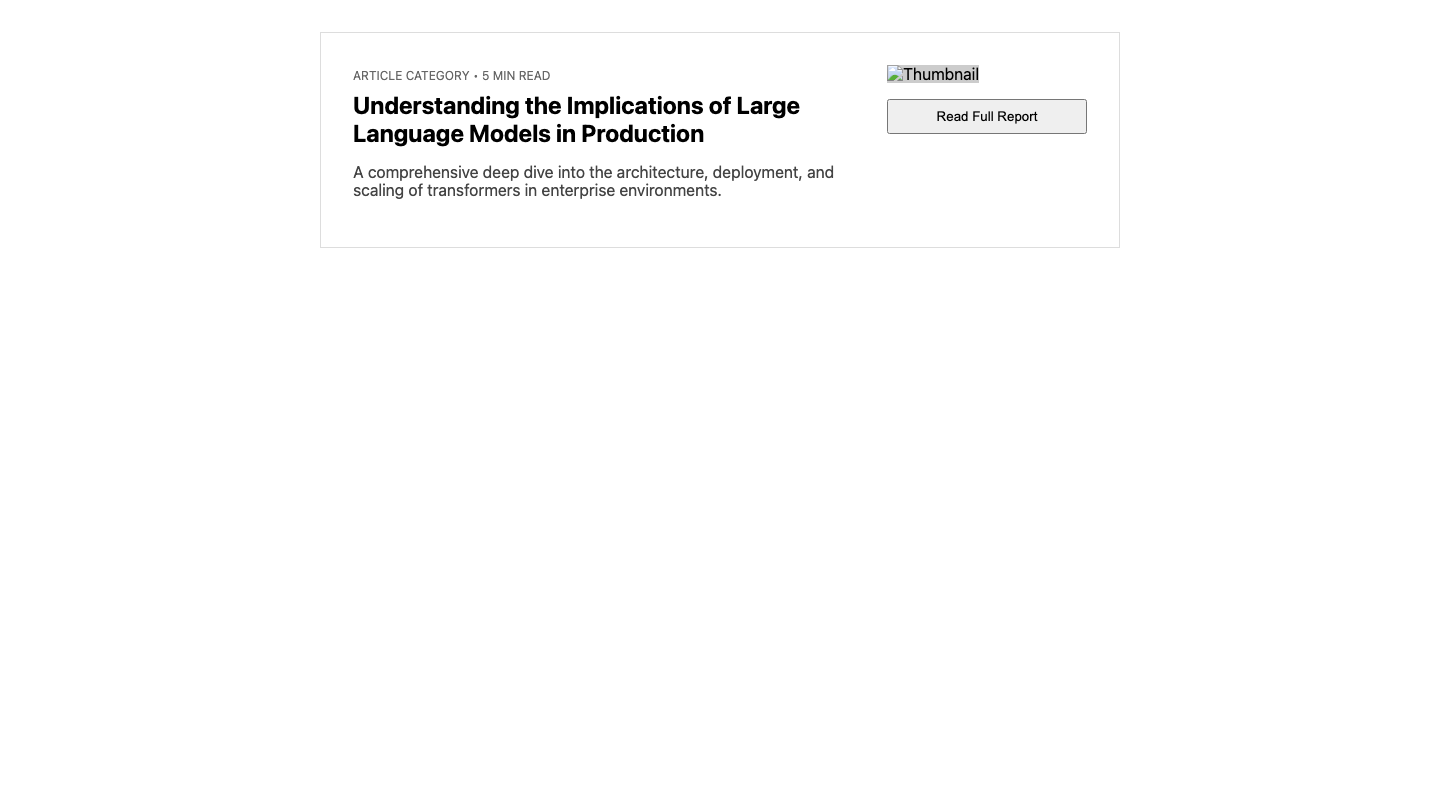 ARTICLE CATEGORY • 5 MIN READ
Understanding the Implications of Large
Language Models in Production
A comprehensive deep dive into the architecture, deployment, and
scaling of transformers in enterprise environments.
Thumbnail
Read Full Report